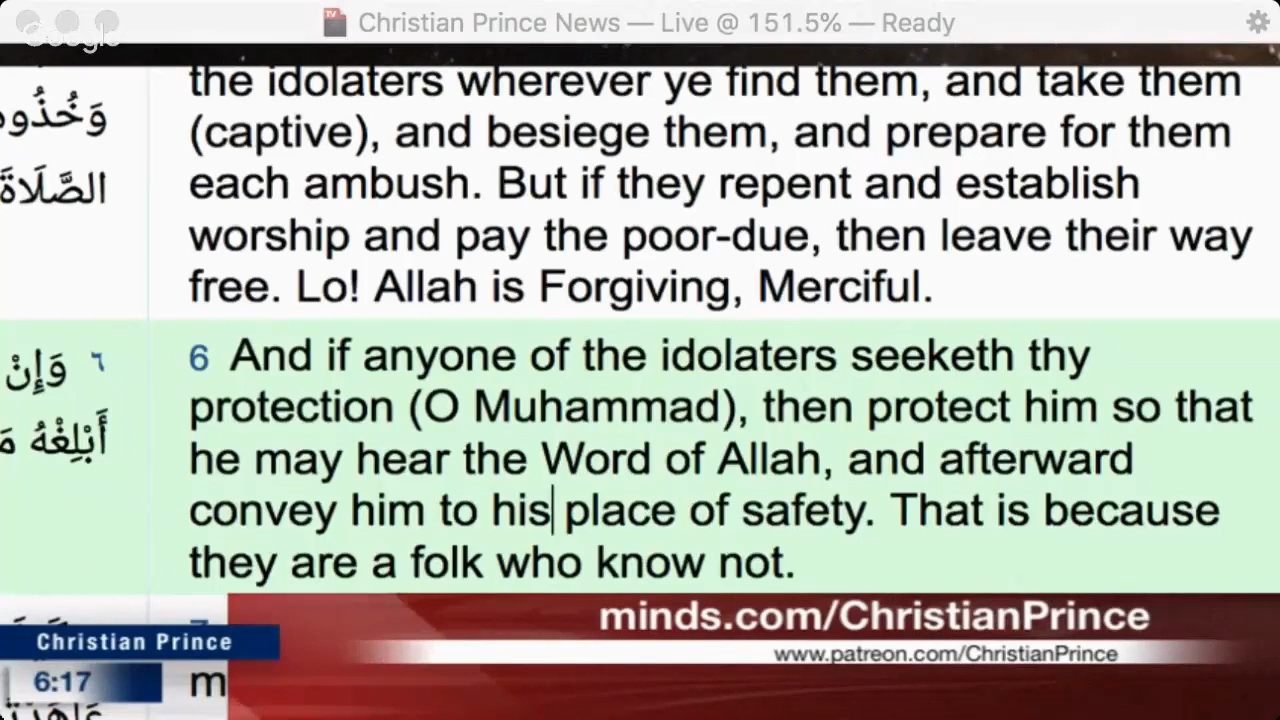 Christian Prince News — Live @ 151.5% — Ready
Google
the idolaters wherever ye find them, and take them
(captive), and besiege them, and prepare for them
each ambush. But if they repent and establish
worship and pay the poor-due, then leave their way
free. Lo! Allah is Forgiving, Merciful.
الصَّلَاةَ
6 And if anyone of the idolaters seeketh thy
protection (O Muhammad), then protect him so that
he may hear the Word of Allah, and afterward
convey him to his place of safety. That is because
they are a folk who know not.
٦ وَإِنْ
أَبْلِغْهُ
minds.com/ChristianPrince
www.patreon.com/ChristianPrince
Christian Prince
6:17
m